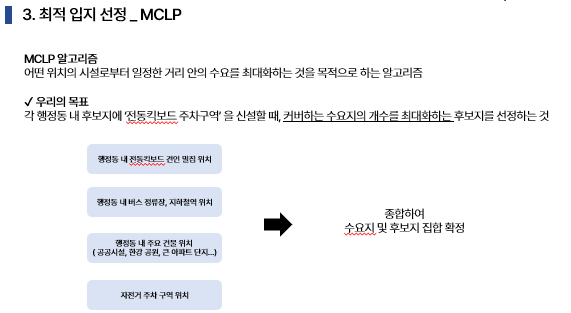 3. 최적 입지 선정 _ MCLP
MCLP 알고리즘
어떤 위치의 시설로부터 일정한 거리 안의 수요를 최대화하는 것을 목적으로 하는 알고리즘
✓ 우리의 목표
각 행정동 내 후보지에 ‘전동킥보드 주차구역’ 을 신설할 때, 커버하는 수요지의 개수를 최대화하는 후보지를 선정하는 것
행정동 내 전동킥보드 견인 밀집 위치
행정동 내 버스 정류장, 지하철역 위치
행정동 내 주요 건물 위치
( 공공시설, 한강 공원, 큰 아파트 단지...)
자전거 주차 구역 위치
종합하여
수요지 및 후보지 집합 확정